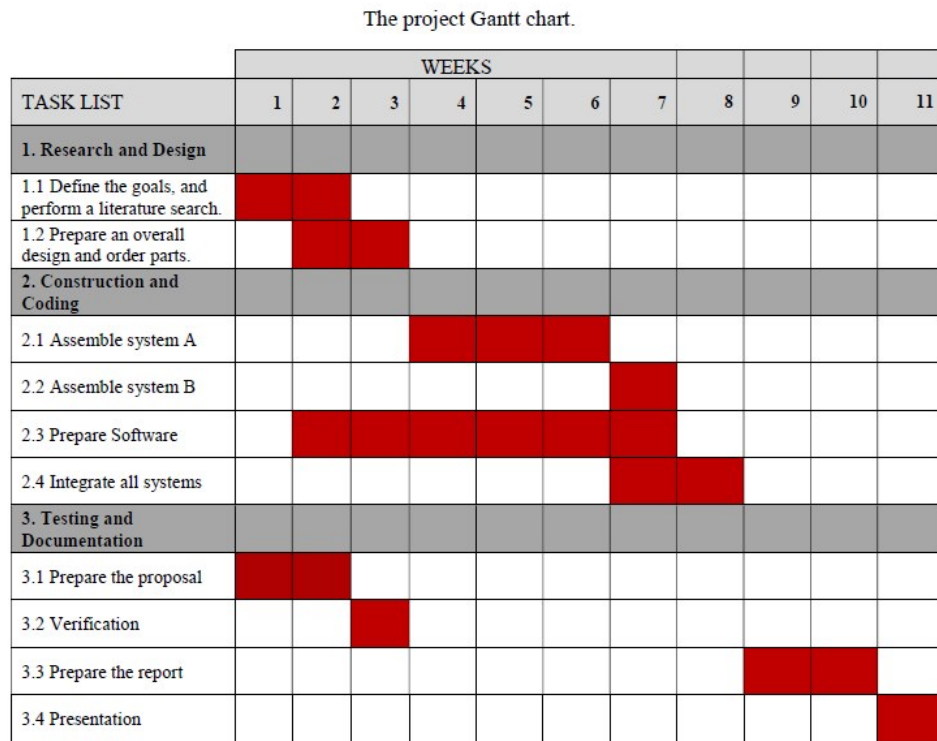 The project Gantt chart.
WEEKS
TASK LIST 1 2 3 4 5 6 7 8 9 10 11
1. Research and Design
1.1 Define the goals, and
perform a literature search.
1.2 Prepare an overall
design and order parts.
2. Construction and
Coding
2.1 Assemble system A
2.2 Assemble system B
2.3 Prepare Software
2.4 Integrate all systems
3. Testing and
Documentation
3.1 Prepare the proposal
3.2 Verification
3.3 Prepare the report
3.4 Presentation